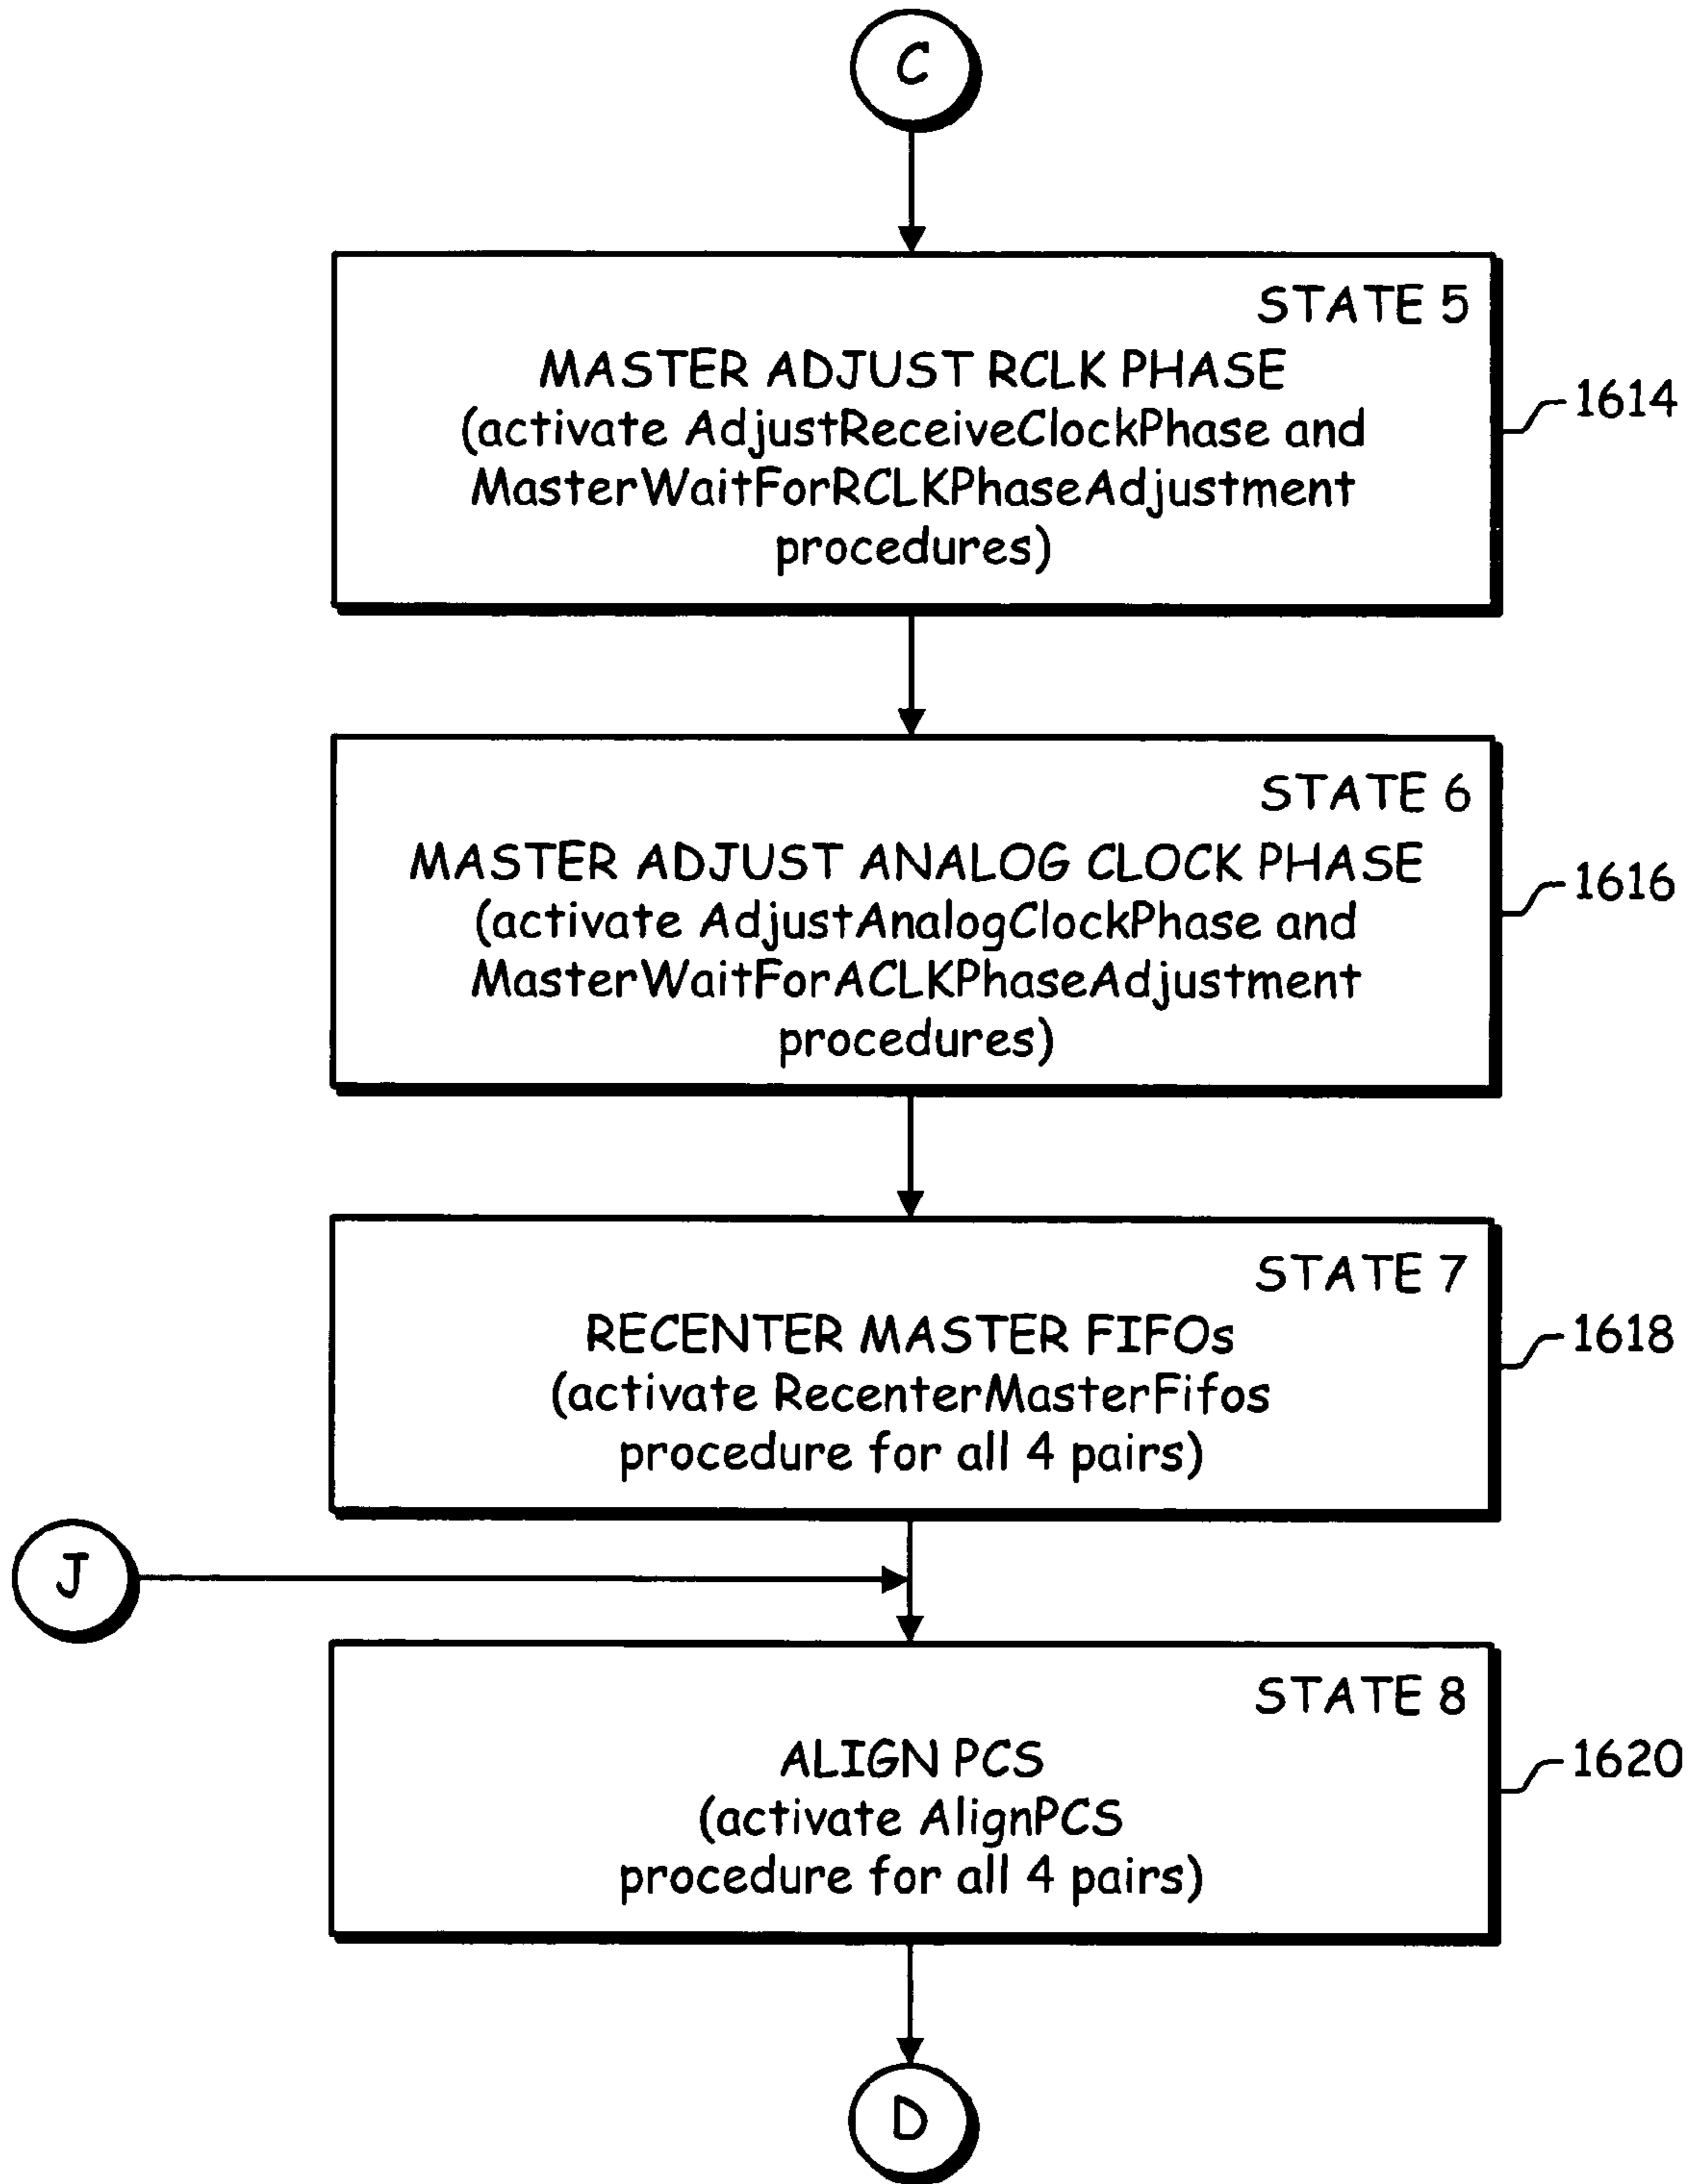 C
STATE 5
MASTER ADJUST RCLK PHASE
(activate AdjustReceiveClockPhase and
MasterWaitForRCLKPhaseAdjustment
procedures)
1614
STATE 6
MASTER ADJUST ANALOG CLOCK PHASE
(activate AdjustAnalogClockPhase and
MasterWaitForACLKPhaseAdjustment
procedures)
1616
STATE 7
RECENTER MASTER FIFOs
(activate RecenterMasterFifos
procedure for all 4 pairs)
1618
J
STATE 8
ALIGN PCS
(activate AlignPCS
procedure for all 4 pairs)
1620
D